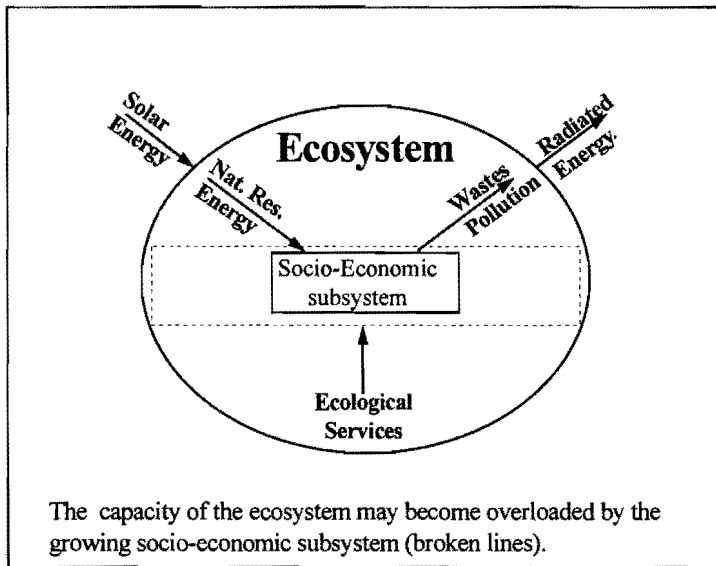 Solar
Energy
Ecosystem
Radiated
Energy.
Nat. Res.
Energy
Wastes
Pollution
Socio-Economic
subsystem
Ecological
Services
The capacity of the ecosystem may become overloaded by the
growing socio-economic subsystem (broken lines).